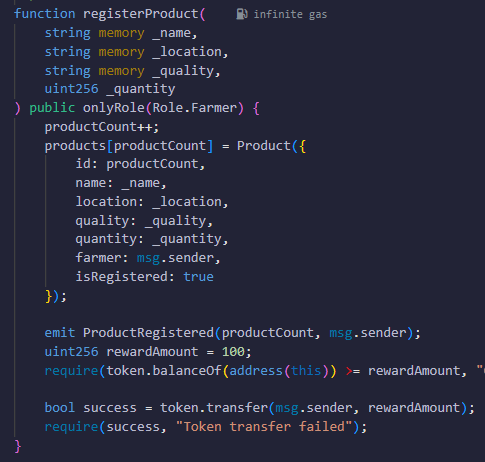 function registerProduct( infinite gas
    string memory _name,
    string memory _location,
    string memory _quality,
    uint256 _quantity
) public onlyRole(Role.Farmer) {
    productCount++;
    products[productCount] = Product({
        id: productCount,
        name: _name,
        location: _location,
        quality: _quality,
        quantity: _quantity,
        farmer: msg.sender,
        isRegistered: true
    });

    emit ProductRegistered(productCount, msg.sender);
    uint256 rewardAmount = 100;
    require(token.balanceOf(address(this)) >= rewardAmount, "

    bool success = token.transfer(msg.sender, rewardAmount);
    require(success, "Token transfer failed");
}